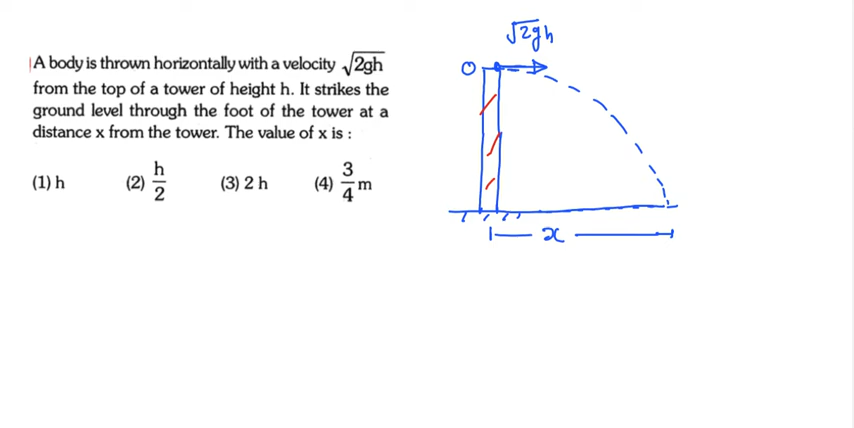 A body is thrown horizontally with a velocity √2gh
from the top of a tower of height h. It strikes the
ground level through the foot of the tower at a
distance x from the tower. The value of x is :
(1) h (2) h/2 (3) 2 h (4) 3/4 m
√2gh
O
x